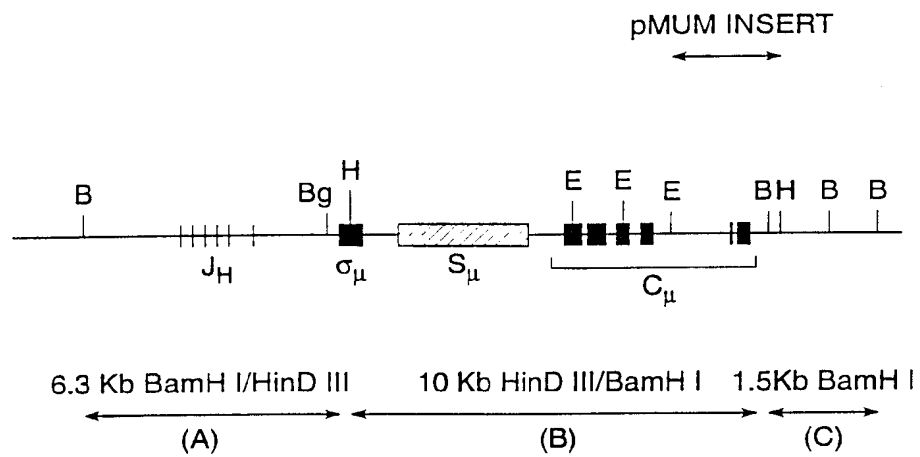 pMUM INSERT
B Bg H E E E B H B B
J_H σ_μ S_μ C_μ
6.3 Kb BamH I/HinD III 10 Kb HinD III/BamH I 1.5Kb BamH I
(A) (B) (C)